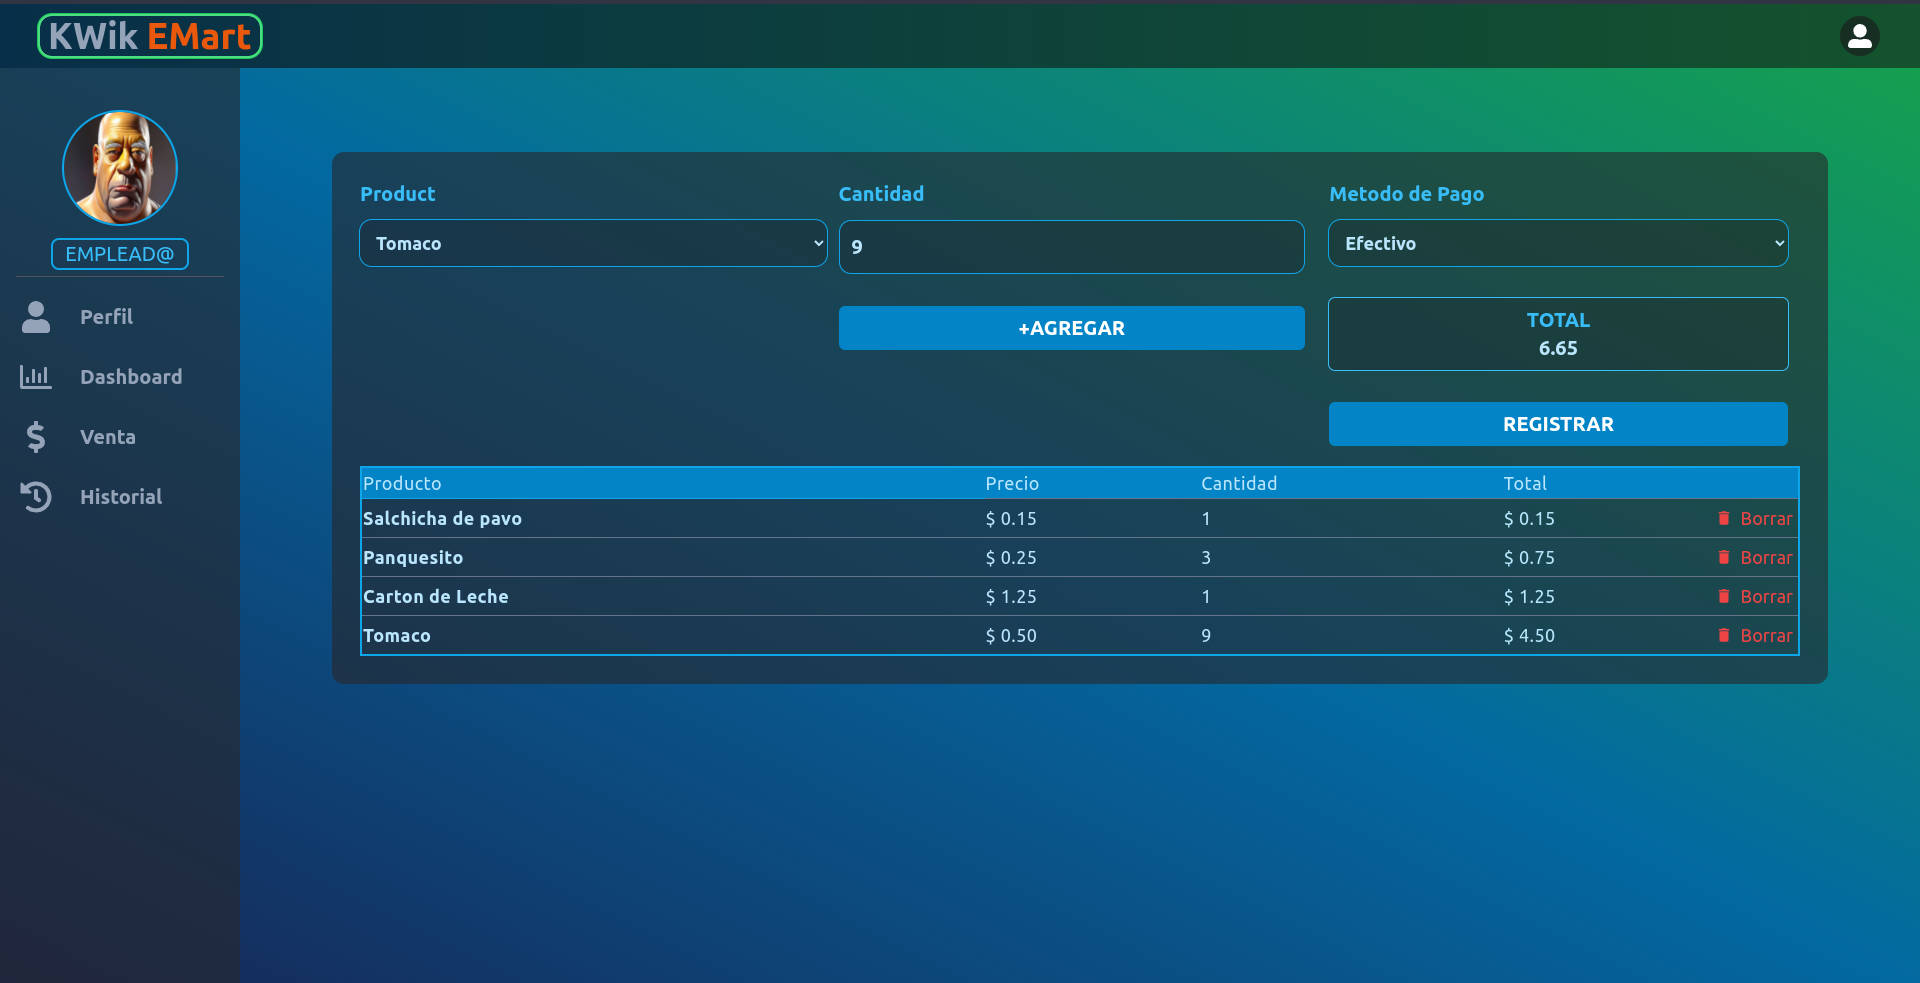 KWik EMart
EMPLEAD@
Perfil
Dashboard
Venta
Historial
Product
Cantidad
Metodo de Pago
Tomaco
9
Efectivo
+AGREGAR
TOTAL
6.65
REGISTRAR
Producto Precio Cantidad Total
Salchicha de pavo $ 0.15 1 $ 0.15 Borrar
Panquesito $ 0.25 3 $ 0.75 Borrar
Carton de Leche $ 1.25 1 $ 1.25 Borrar
Tomaco $ 0.50 9 $ 4.50 Borrar